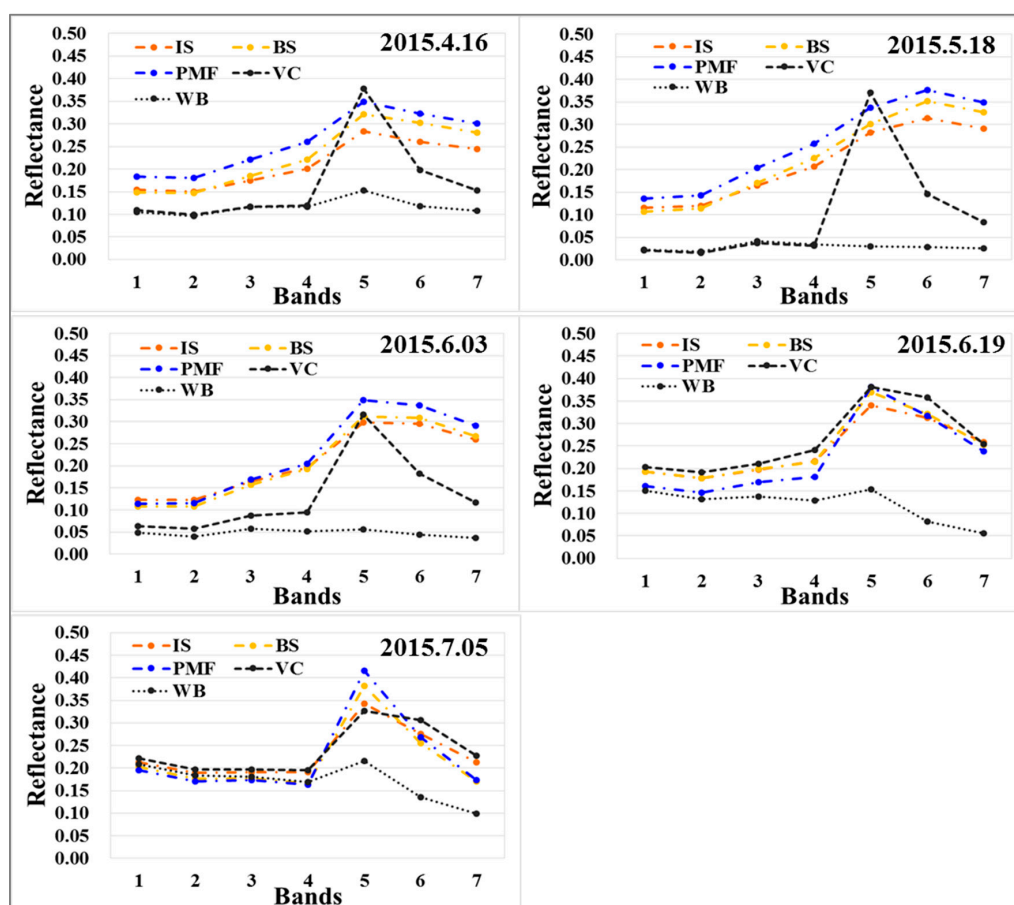 2015.4.16
IS BS
PMF VC
WB
Reflectance
0.50
0.45
0.40
0.35
0.30
0.25
0.20
0.15
0.10
0.05
0.00
1 2 3 4 5 6 7
Bands
2015.5.18
IS BS
PMF VC
WB
Reflectance
0.50
0.45
0.40
0.35
0.30
0.25
0.20
0.15
0.10
0.05
0.00
1 2 3 4 5 6 7
Bands
2015.6.03
IS BS
PMF VC
WB
Reflectance
0.50
0.45
0.40
0.35
0.30
0.25
0.20
0.15
0.10
0.05
0.00
1 2 3 4 5 6 7
Bands
2015.6.19
IS BS
PMF VC
WB
Reflectance
0.50
0.45
0.40
0.35
0.30
0.25
0.20
0.15
0.10
0.05
0.00
1 2 3 4 5 6 7
Bands
2015.7.05
IS BS
PMF VC
WB
Reflectance
0.50
0.45
0.40
0.35
0.30
0.25
0.20
0.15
0.10
0.05
0.00
1 2 3 4 5 6 7
Bands